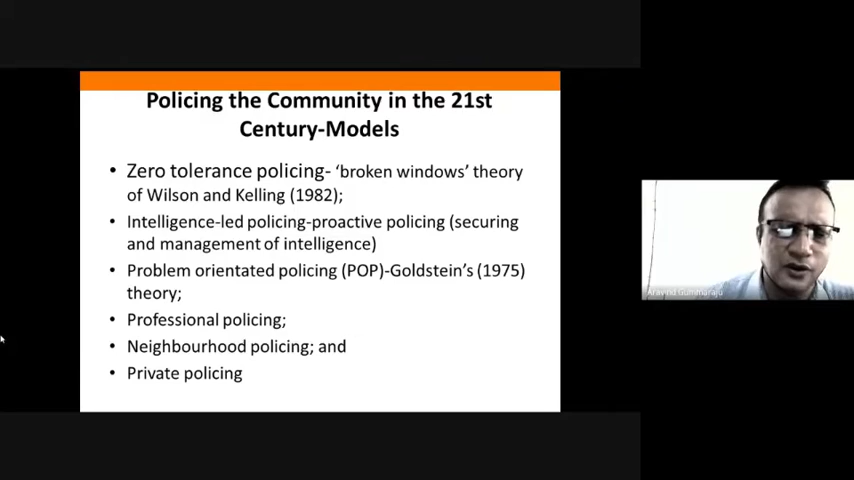 Policing the Community in the 21st
Century-Models
• Zero tolerance policing- ‘broken windows’ theory
of Wilson and Kelling (1982);
• Intelligence-led policing-proactive policing (securing
and management of intelligence)
• Problem orientated policing (POP)-Goldstein’s (1975)
theory;
• Professional policing;
• Neighbourhood policing; and
• Private policing
Aravind Gummaraju